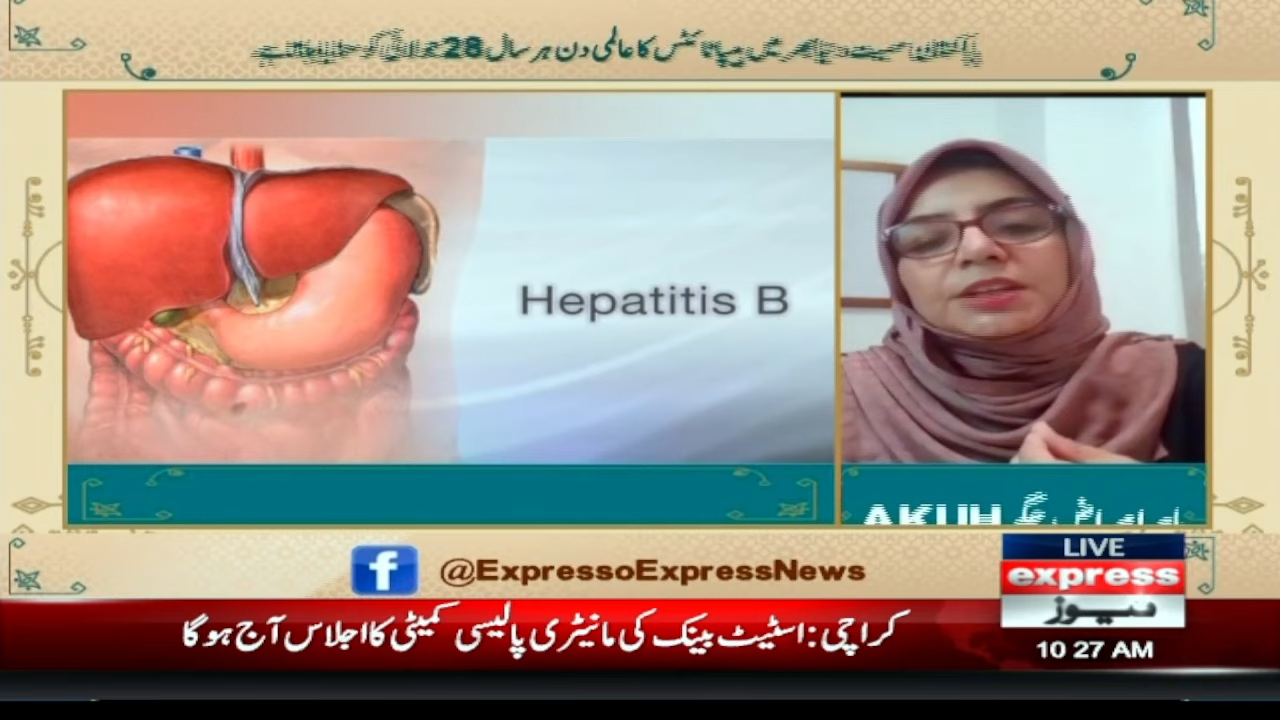 ہیپاٹائٹس کا عالمی دن ہر سال 28
Hepatitis B
AKUH
@ExpressoExpressNews
LIVE
express
نیوز
کراچی: اسٹیٹ بینک کی مانیٹری پالیسی کمیٹی کا اجلاس آج ہوگا
10 27 AM